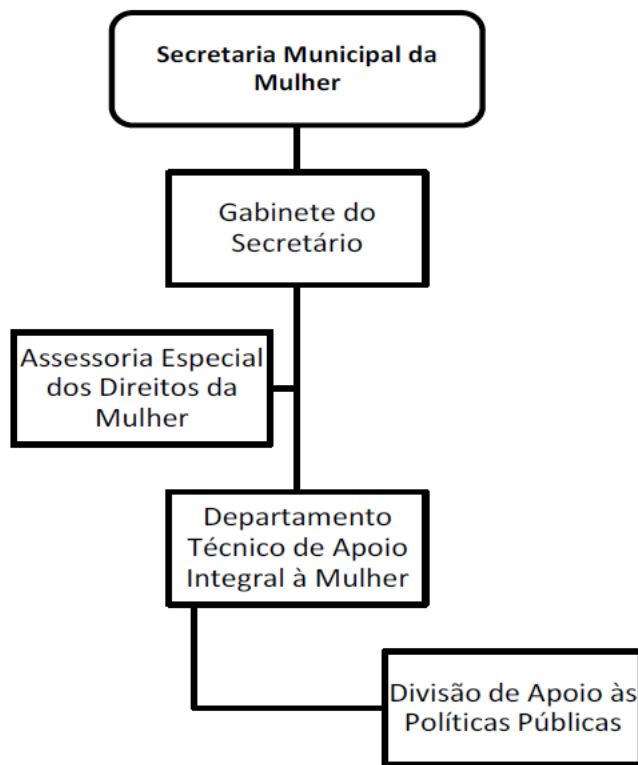 Secretaria Municipal da
Mulher
Gabinete do
Secretário
Assessoria Especial
dos Direitos da
Mulher
Departamento
Técnico de Apoio
Integral à Mulher
Divisão de Apoio às
Políticas Públicas